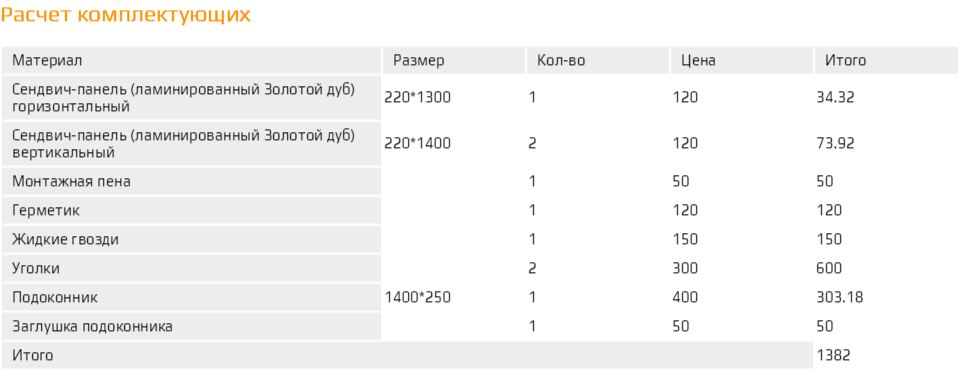 Расчет комплектующих
Материал Размер Кол-во Цена Итого
Сендвич-панель (ламинированный Золотой дуб)
горизонтальный 220*1300 1 120 34.32
Сендвич-панель (ламинированный Золотой дуб)
вертикальный 220*1400 2 120 73.92
Монтажная пена 1 50 50
Герметик 1 120 120
Жидкие гвозди 1 150 150
Уголки 2 300 600
Подоконник 1400*250 1 400 303.18
Заглушка подоконника 1 50 50
Итого 1382